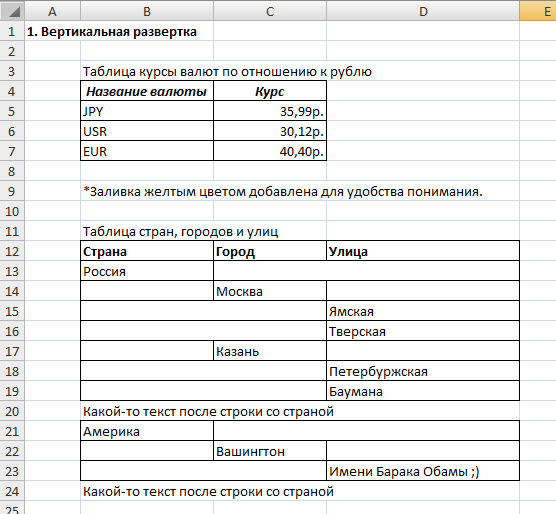 A B C D E
1 1. Вертикальная развертка
2
3 Таблица курсы валют по отношению к рублю
4 Название валюты Курс
5 JPY 35,99р.
6 USR 30,12р.
7 EUR 40,40р.
8
9 *Заливка желтым цветом добавлена для удобства понимания.
10
11 Таблица стран, городов и улиц
12 Страна Город Улица
13 Россия
14 Москва
15 Ямская
16 Тверская
17 Казань
18 Петербуржская
19 Баумана
20 Какой-то текст после строки со страной
21 Америка
22 Вашингтон
23 Имени Барака Обамы ;)
24 Какой-то текст после строки со страной
25